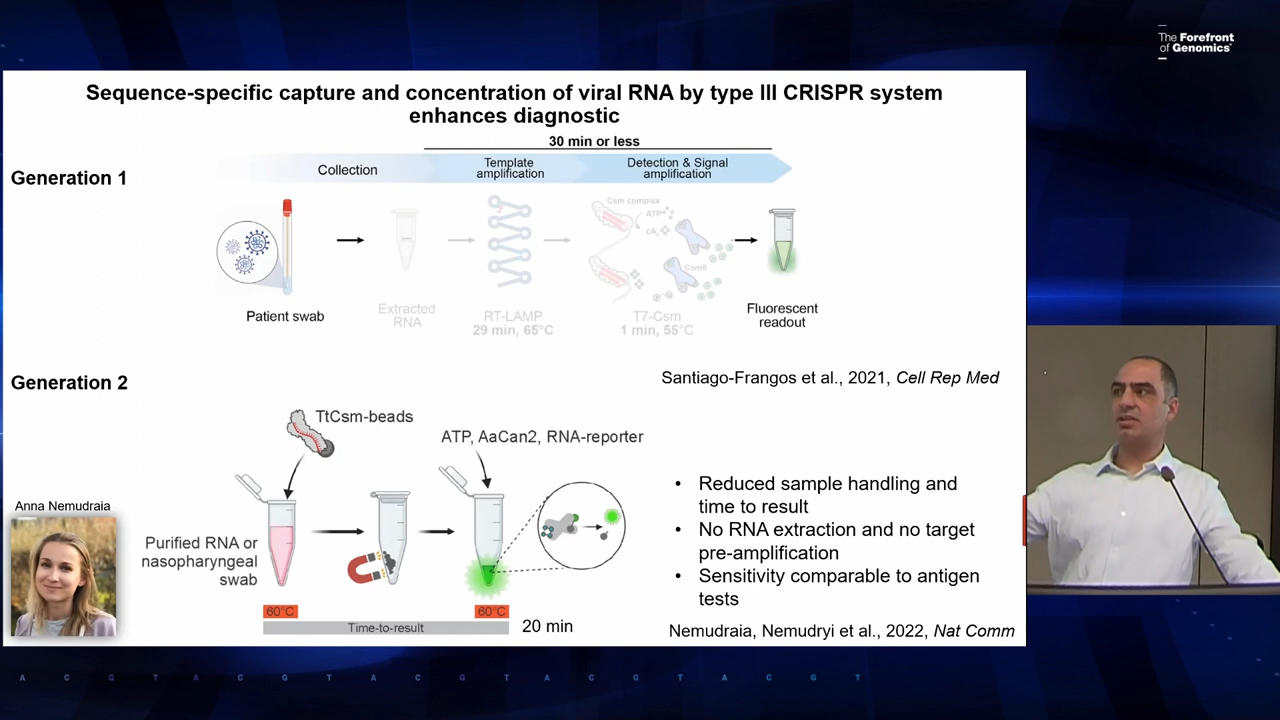 The Forefront
of Genomics
Sequence-specific capture and concentration of viral RNA by type III CRISPR system
enhances diagnostic
30 min or less
Generation 1
Collection
Template
amplification
Detection & Signal
amplification
Csm complex
ATP
cA₄
Csm6
Patient swab
Extracted
RNA
RT-LAMP
29 min, 65°C
T7-Csm
1 min, 55°C
Fluorescent
readout
Santiago-Frangos et al., 2021, Cell Rep Med
Generation 2
TtCsm-beads
ATP, AaCan2, RNA-reporter
Anna Nemudraia
Purified RNA or
nasopharyngeal
swab
60°C
60°C
Time-to-result
20 min
• Reduced sample handling and
time to result
• No RNA extraction and no target
pre-amplification
• Sensitivity comparable to antigen
tests
Nemudraia, Nemudryi et al., 2022, Nat Comm
A C G T A C G T A C G T A C G T A C G T